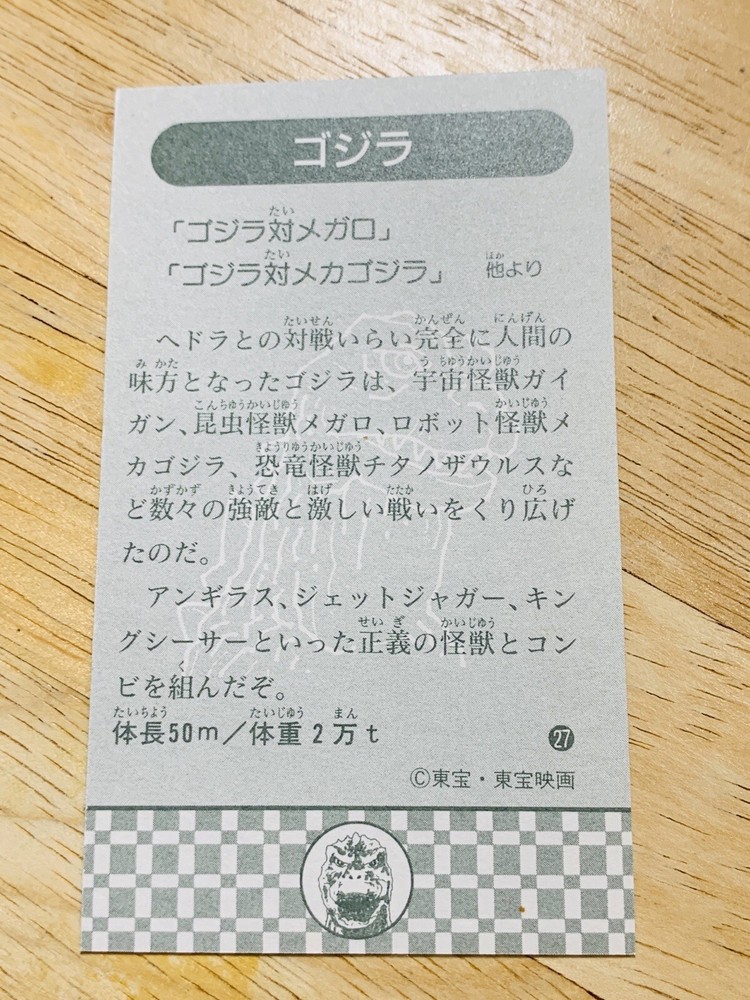 ゴジラ
「ゴジラ対メガロ」
「ゴジラ対メカゴジラ」　他より
ヘドラとの対戦いらい完全に人間の
味方となったゴジラは、宇宙怪獣ガイ
ガン、昆虫怪獣メガロ、ロボット怪獣メ
カゴジラ、恐竜怪獣チタノザウルスな
ど数々の強敵と激しい戦いをくり広げ
たのだ。
アンギラス、ジェットジャガー、キン
グシーサーといった正義の怪獣とコン
ビを組んだぞ。
体長50m／体重2万t
27
©東宝・東宝映画